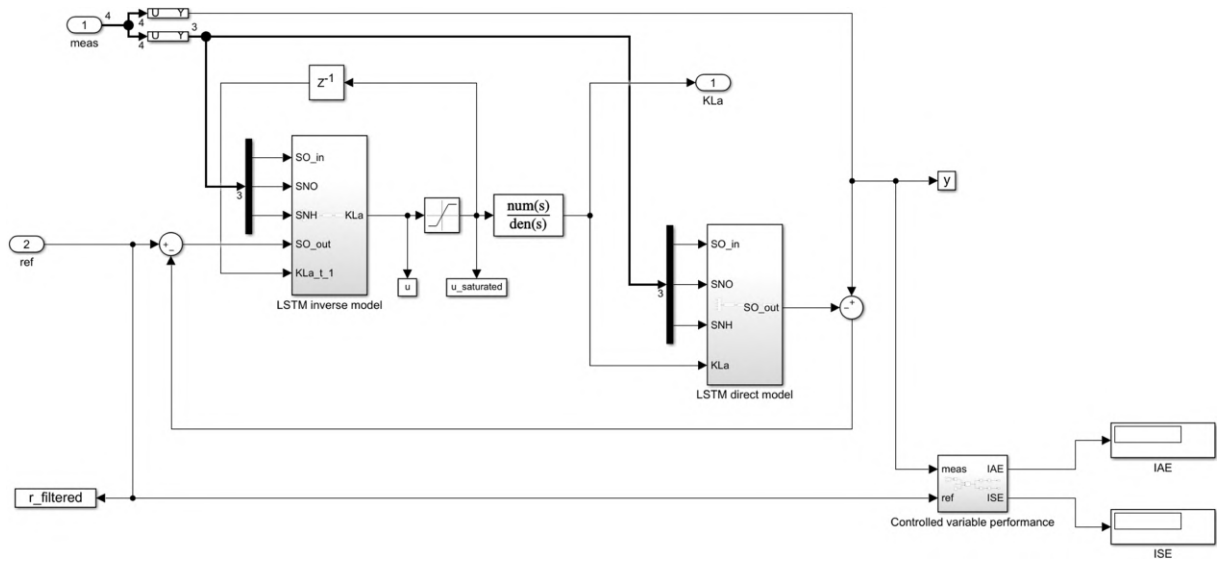 4
1
meas
4
U Y
4
U Y
3
Z-1
1
KLa
SO_in
SNO
3
SNH
KLa
SO_out
KLa_t_1
LSTM inverse model
num(s)
den(s)
+
-
2
ref
u
u_saturated
y
SO_in
SNO
3
SNH
SO_out
KLa
LSTM direct model
+
-
r_filtered
meas
IAE
ref
ISE
Controlled variable performance
IAE
ISE